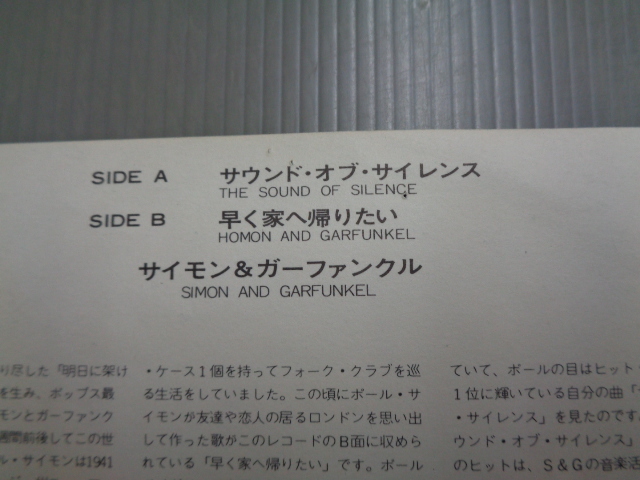 SIDE A サウンド・オブ・サイレンス
THE SOUND OF SILENCE
SIDE B 早く家へ帰りたい
HOMON AND GARFUNKEL
サイモン&ガーファンクル
SIMON AND GARFUNKEL
り尽した「明日に架け
を生み、ポップス最
モンとガーファンク
週間前後してこの世
ル・サイモンは1941
・ケース1個を持ってフォーク・クラブを巡
る生活をしていました。この頃にポール・サ
イモンが友達や恋人の居るロンドンを思い出
して作った歌がこのレコードのB面に収めら
れている「早く家へ帰りたい」です。ポール
ていて、ポールの目はヒット・
1位に輝いている自分の曲「
・サイレンス」を見たのです。
ウンド・オブ・サイレンス」
のヒットは、S&Gの音楽活